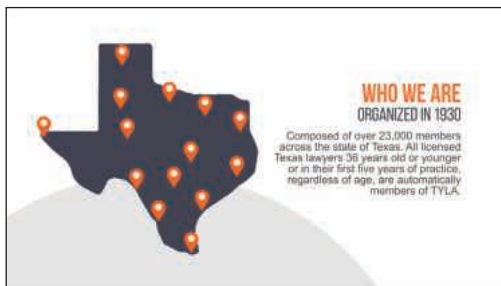 WHO WE ARE
ORGANIZED IN 1930
Composed of over 23,000 members
across the state of Texas. All licensed
Texas lawyers 36 years old or younger
or in their first five years of practice,
regardless of age, are automatically
members of TYLA.